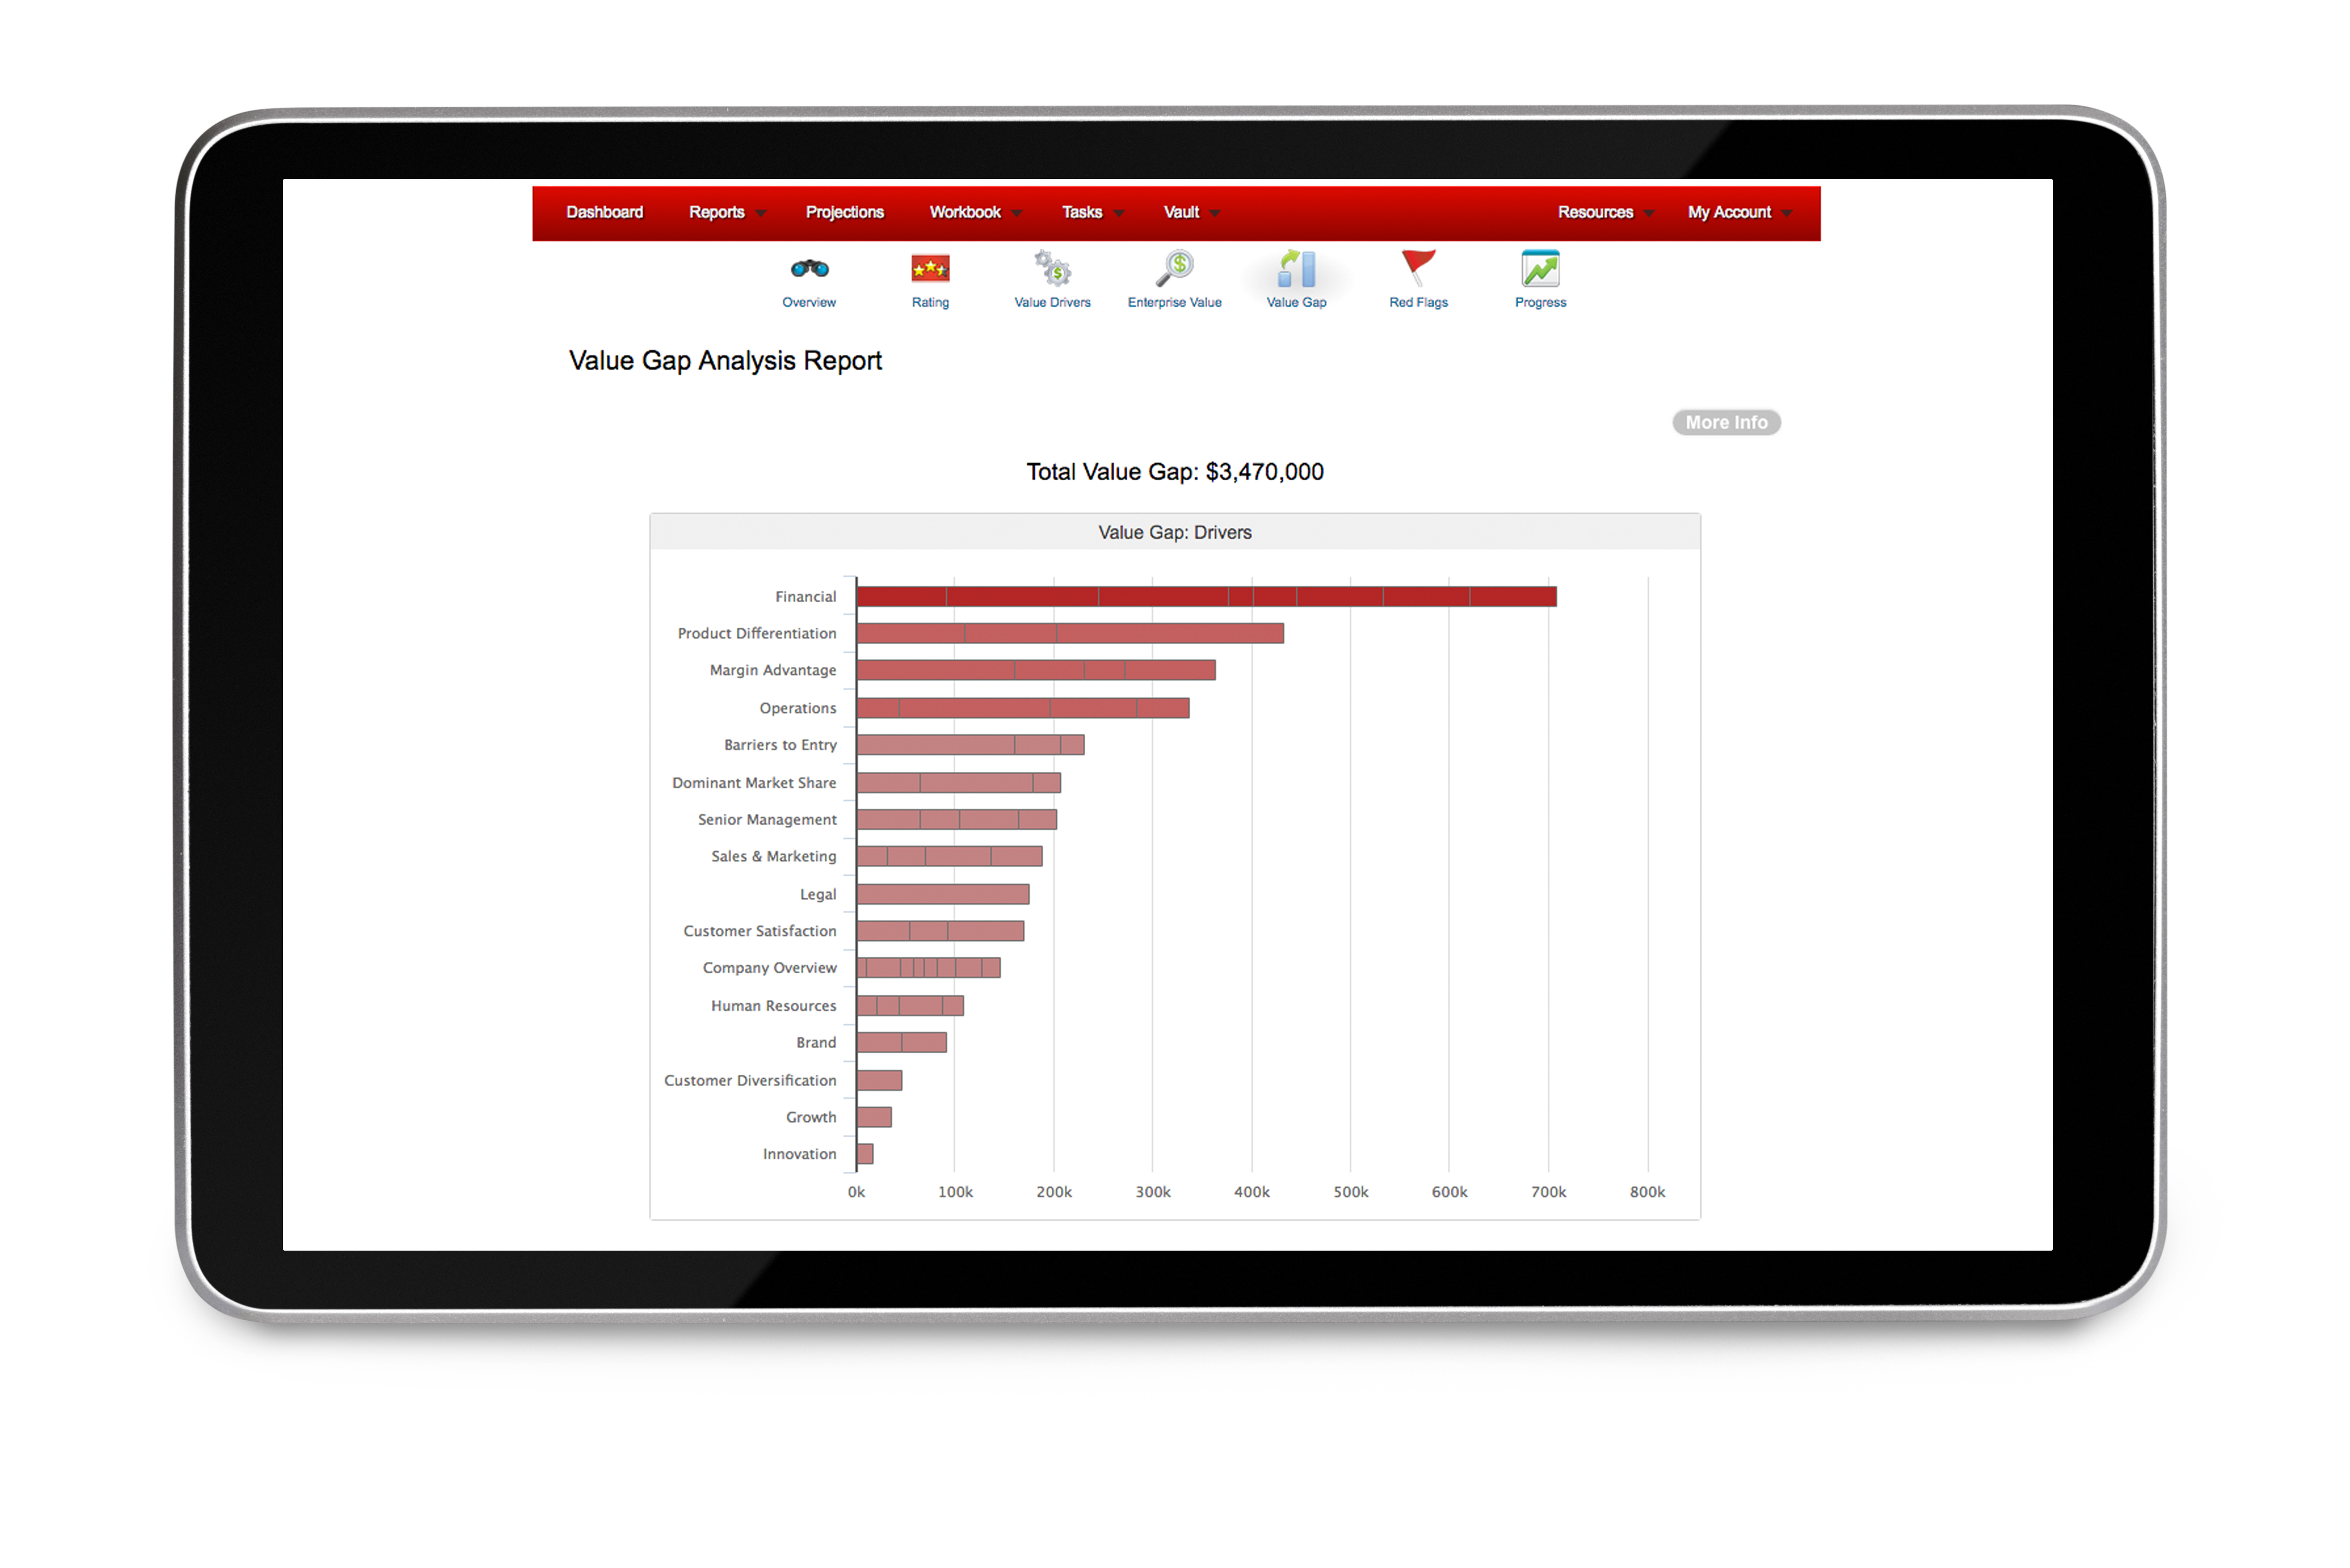 Dashboard Reports Projections Workbook Tasks Vault Resources My Account
Overview Rating Value Drivers Enterprise Value Value Gap Red Flags Progress
Value Gap Analysis Report
More Info
Total Value Gap: $3,470,000
Value Gap: Drivers
Financial
Product Differentiation
Margin Advantage
Operations
Barriers to Entry
Dominant Market Share
Senior Management
Sales & Marketing
Legal
Customer Satisfaction
Company Overview
Human Resources
Brand
Customer Diversification
Growth
Innovation
0k 100k 200k 300k 400k 500k 600k 700k 800k